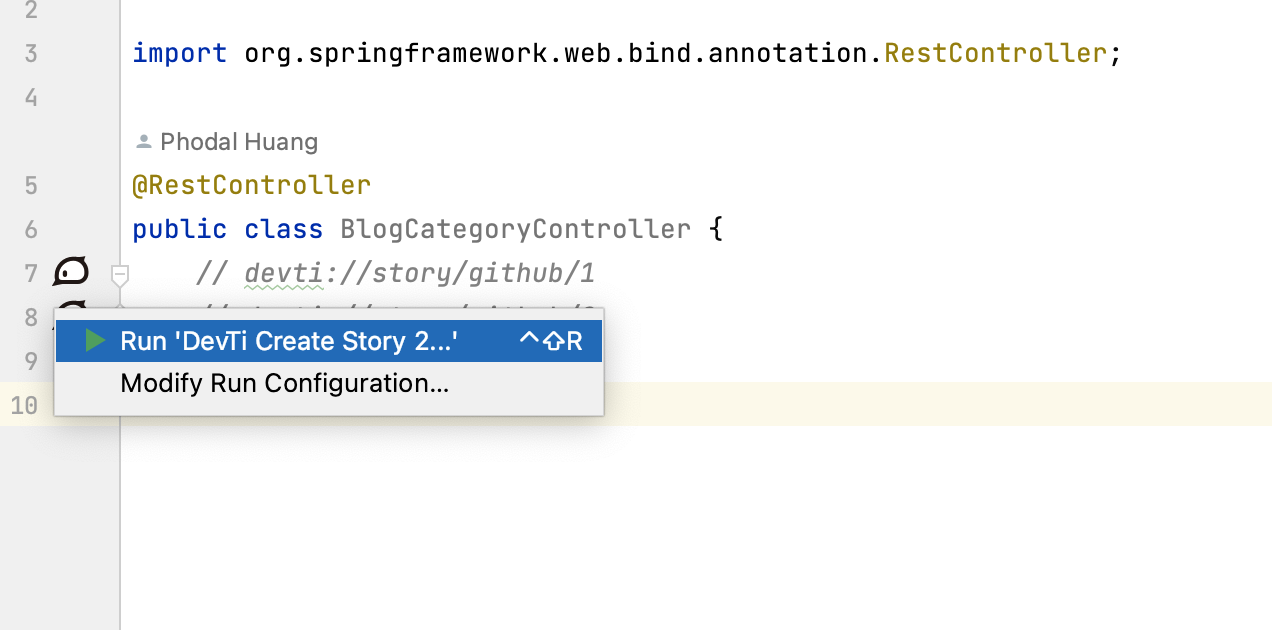 2
3 import org.springframework.web.bind.annotation.RestController;
4
Phodal Huang
5 @RestController
6 public class BlogCategoryController {
7 // devti://story/github/1
8
Run 'DevTi Create Story 2...' ^⇧R
9
Modify Run Configuration...
10